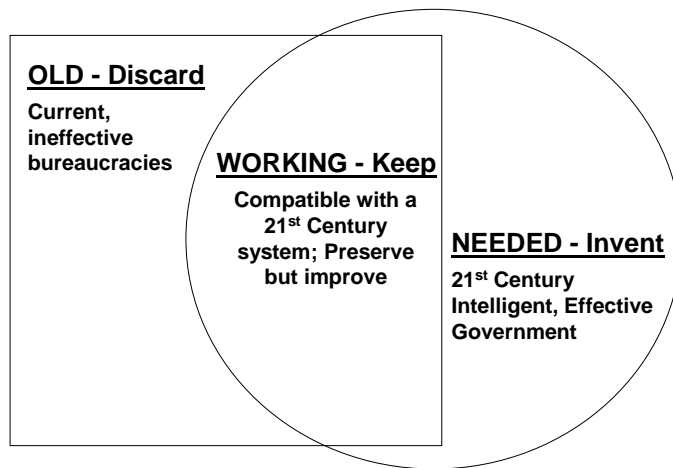 OLD - Discard
Current,
ineffective
bureaucracies
WORKING - Keep
Compatible with a
21st Century
system; Preserve
but improve
NEEDED - Invent
21st Century
Intelligent, Effective
Government